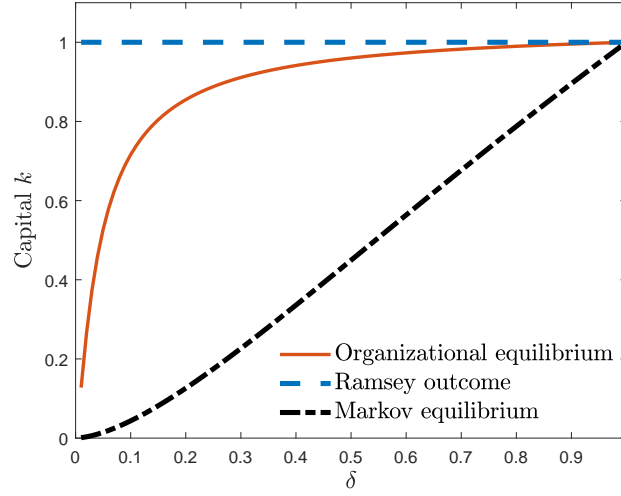 1
0.8
0.6
0.4
0.2
0
Capital k
Organizational equilibrium
Ramsey outcome
Markov equilibrium
0 0.1 0.2 0.3 0.4 0.5 0.6 0.7 0.8 0.9
δ